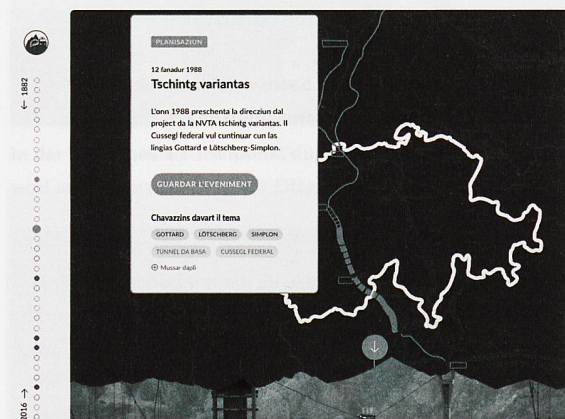 ← 1882
2016 →
PLANISAZIUN
12 fanadur 1988
Tschintg variantas
L'onn 1988 preschenta la direcziun dal
project da la NVTA tschintg variantas. Il
Cussegl federal vul cuntinuar cun las
lingias Gottard e Lötschberg-Simplon.
GUARDAR L'EVENIMENT
Chavazzins davart il tema
GOTTARD LÖTSCHBERG SIMPLON
TUNNEL DA BASA CUSSEGL FEDERAL
Mussar dapli